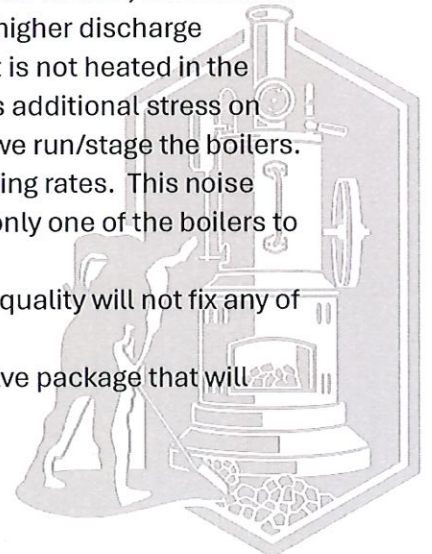 higher discharge
is not heated in the
s additional stress on
we run/stage the boilers.
ing rates. This noise
only one of the boilers to
quality will not fix any of
ve package that will